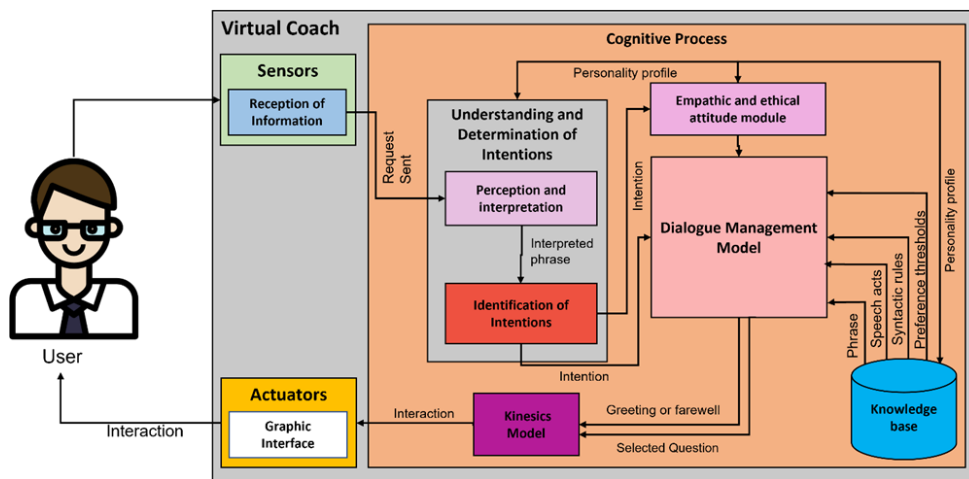 Virtual Coach
Cognitive Process
Sensors
Reception of
Information
Personality profile
Empathic and ethical
attitude module
Understanding and
Determination of
Intentions
Request
Sent
Perception and
interpretation
Intention
Dialogue Management
Model
Interpreted
phrase
Identification of
Intentions
Personality profile
Preference thresholds
Syntactic rules
Speech acts
Phrase
User
Intention
Actuators
Graphic
Interface
Interaction
Interaction
Kinesics
Model
Greeting or farewell
Selected Question
Knowledge
base